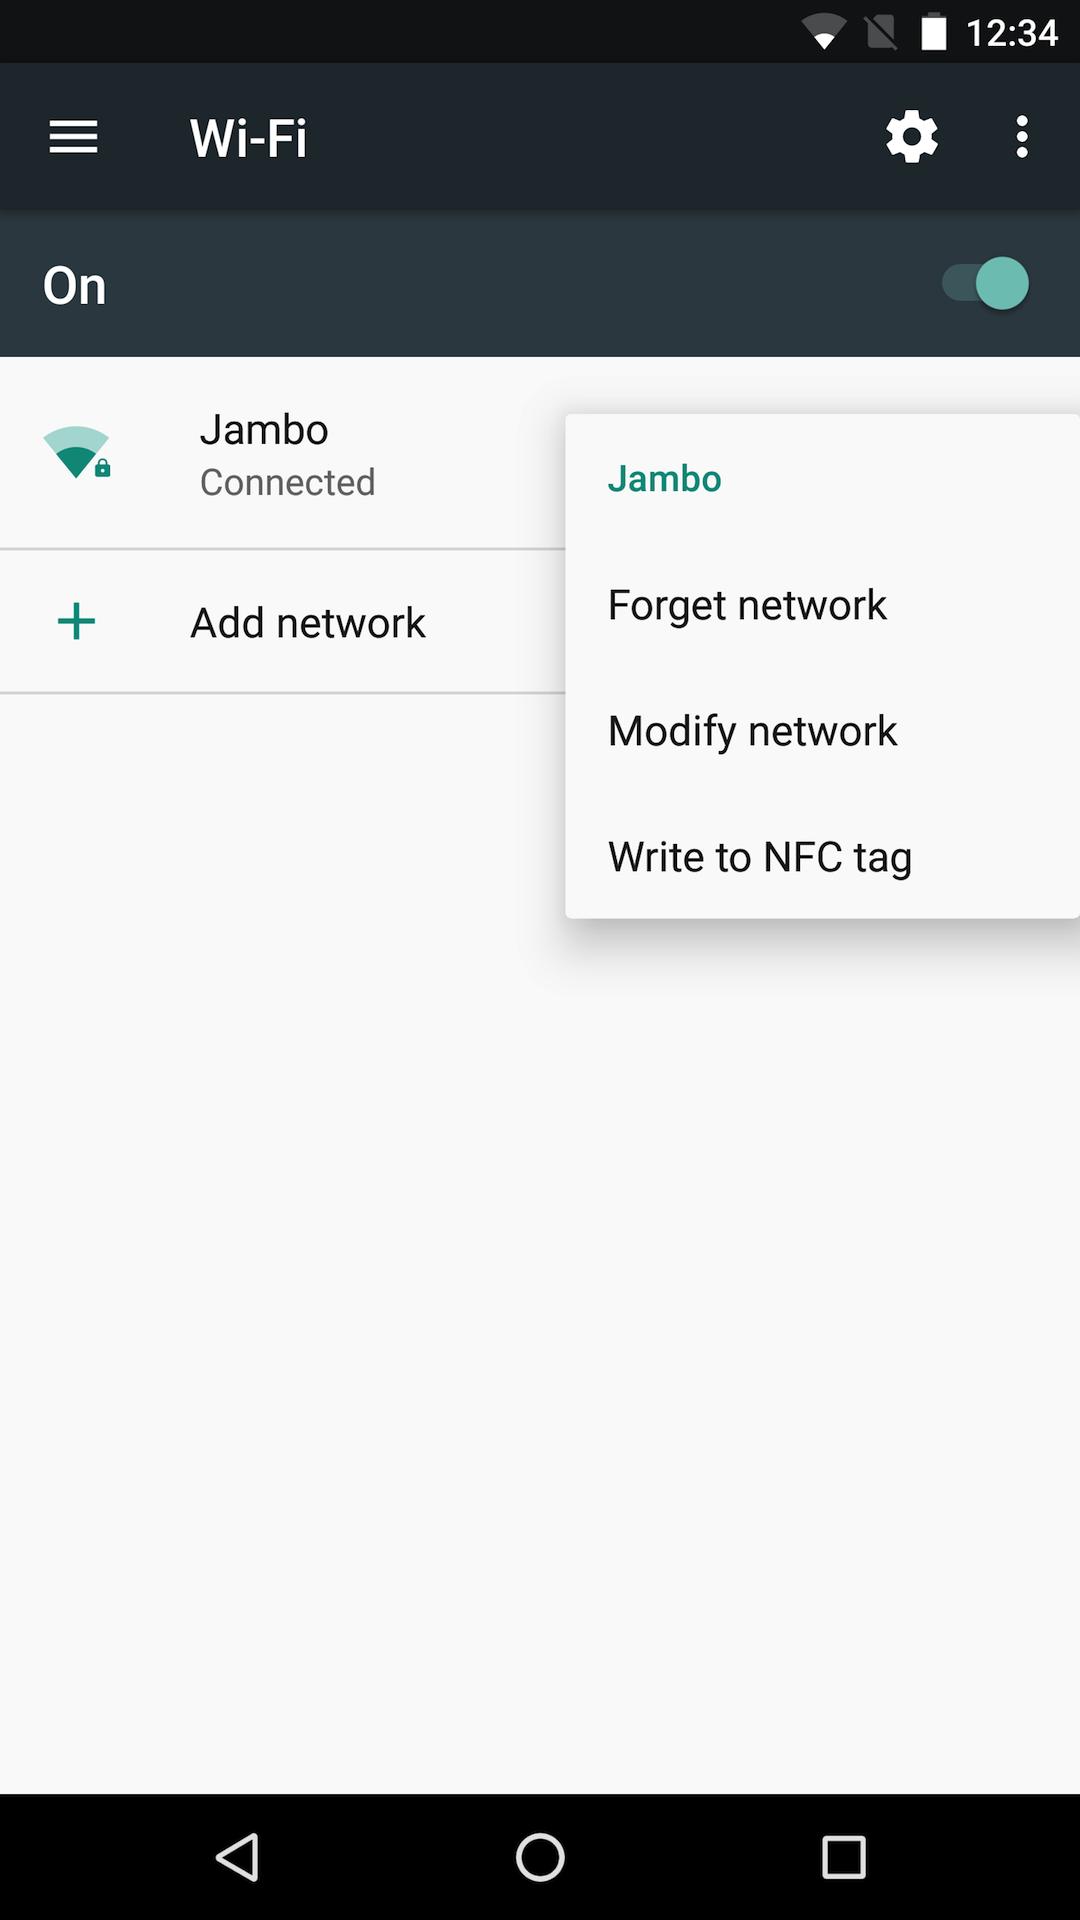 12:34
Wi-Fi
On
Jambo
Connected
Add network
Jambo
Forget network
Modify network
Write to NFC tag